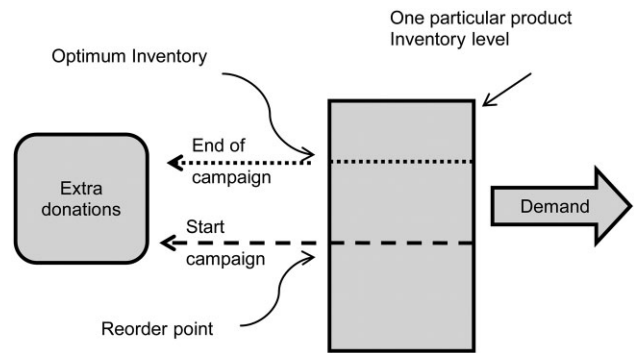 One particular product
Inventory level
Optimum Inventory
End of
campaign
Extra
donations
Demand
Start
campaign
Reorder point